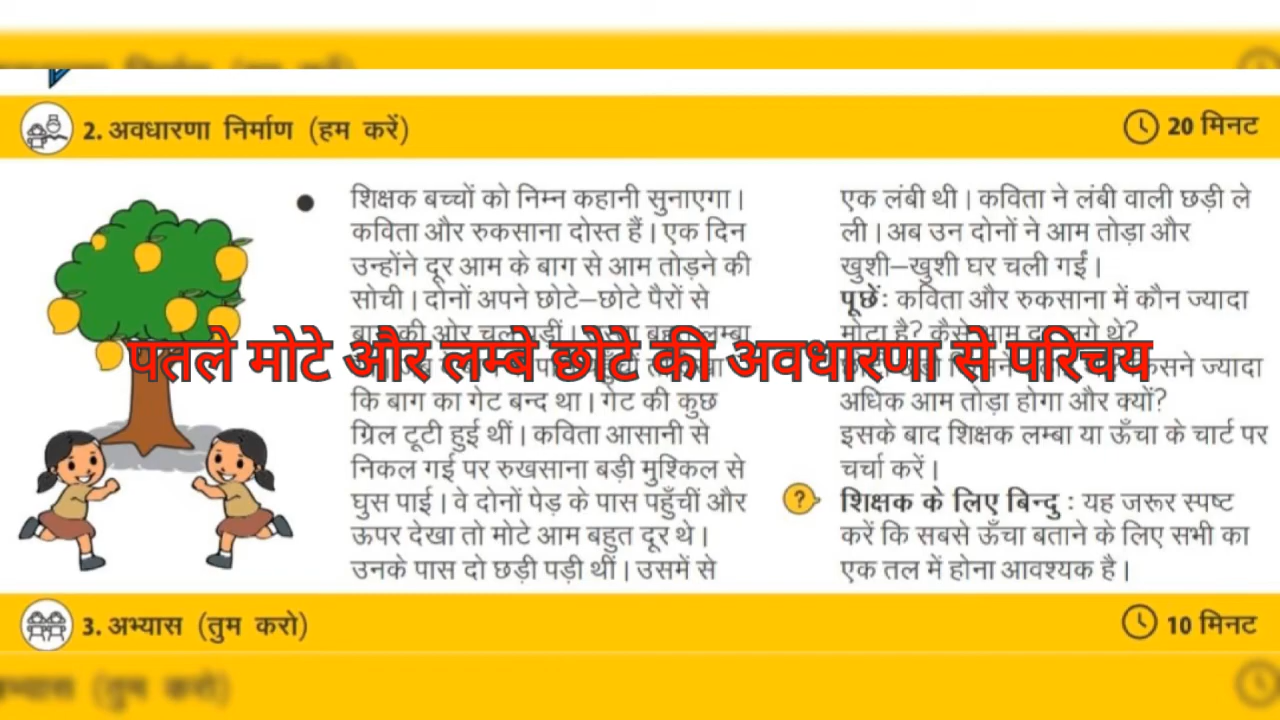 2. अवधारणा निर्माण (हम करें)
20 मिनट
शिक्षक बच्चों को निम्न कहानी सुनाएगा।
कविता और रुकसाना दोस्त हैं। एक दिन
उन्होंने दूर आम के बाग से आम तोड़ने की
सोची। दोनों अपने छोटे–छोटे पैरों से
की ओर
कि बाग का गेट बन्द था। गेट की कुछ
ग्रिल टूटी हुई थीं। कविता आसानी से
निकल गई पर रुखसाना बड़ी मुश्किल से
घुस पाई। वे दोनों पेड़ के पास पहुँचीं और
ऊपर देखा तो मोटे आम बहुत दूर थे।
उनके पास दो छड़ी पड़ी थीं। उसमें से
एक लंबी थी। कविता ने लंबी वाली छड़ी ले
ली। अब उन दोनों ने आम तोड़ा और
खुशी–खुशी घर चली गईं।
पूछें: कविता और रुकसाना में कौन ज्यादा
मोटा है? कैसे आम थे?
ज्यादा
अधिक आम तोड़ा होगा और क्यों?
इसके बाद शिक्षक लम्बा या ऊँचा के चार्ट पर
चर्चा करें।
? शिक्षक के लिए बिन्दु : यह जरूर स्पष्ट
करें कि सबसे ऊँचा बताने के लिए सभी का
एक तल में होना आवश्यक है।
पतले मोटे और लम्बे छोटे की अवधारणा से परिचय
3. अभ्यास (तुम करो)
10 मिनट